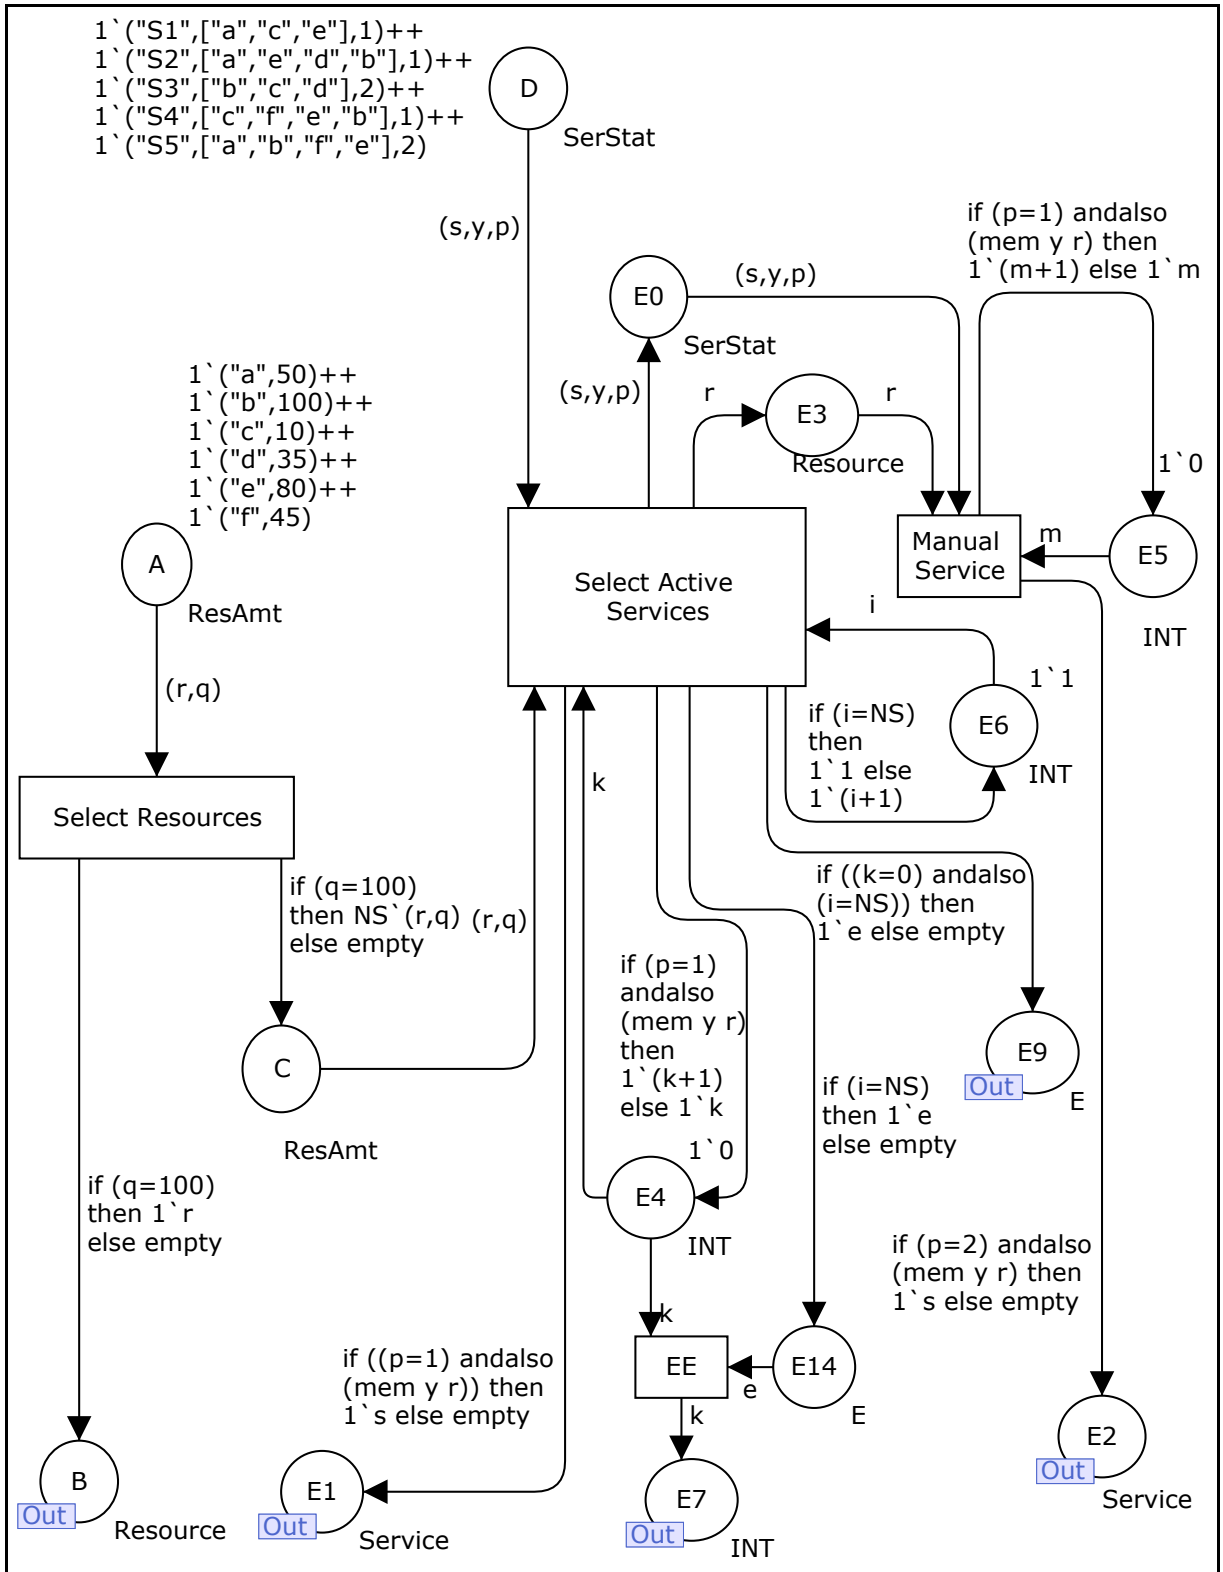 1`("S1",["a","c","e"],1)++
1`("S2",["a","e","d","b"],1)++
1`("S3",["b","c","d"],2)++
1`("S4",["c","f","e","b"],1)++
1`("S5",["a","b","f","e"],2)
D
SerStat
(s,y,p)
if (p=1) andalso
(mem y r) then
1`(m+1) else 1`m
(s,y,p)
E0
SerStat
(s,y,p)
r
E3
r
Resource
1`0
1`("a",50)++
1`("b",100)++
1`("c",10)++
1`("d",35)++
1`("e",80)++
1`("f",45)
A
ResAmt
(r,q)
Select Active
Services
Manual
Service
m
E5
INT
i
1`1
E6
INT
if (i=NS)
then
1`1 else
1`(i+1)
k
Select Resources
if (q=100)
then NS`(r,q)
else empty
(r,q)
if ((k=0) andalso
(i=NS)) then
1`e else empty
if (p=1)
andalso
(mem y r)
then
1`(k+1)
else 1`k
C
ResAmt
E9
Out
E
if (i=NS)
then 1`e
else empty
1`0
E4
INT
if (q=100)
then 1`r
else empty
if (p=2) andalso
(mem y r) then
1`s else empty
k
if ((p=1) andalso
(mem y r)) then
1`s else empty
EE
e
E14
E
k
B
Out
Resource
E1
Out
Service
E7
Out
INT
E2
Out
Service